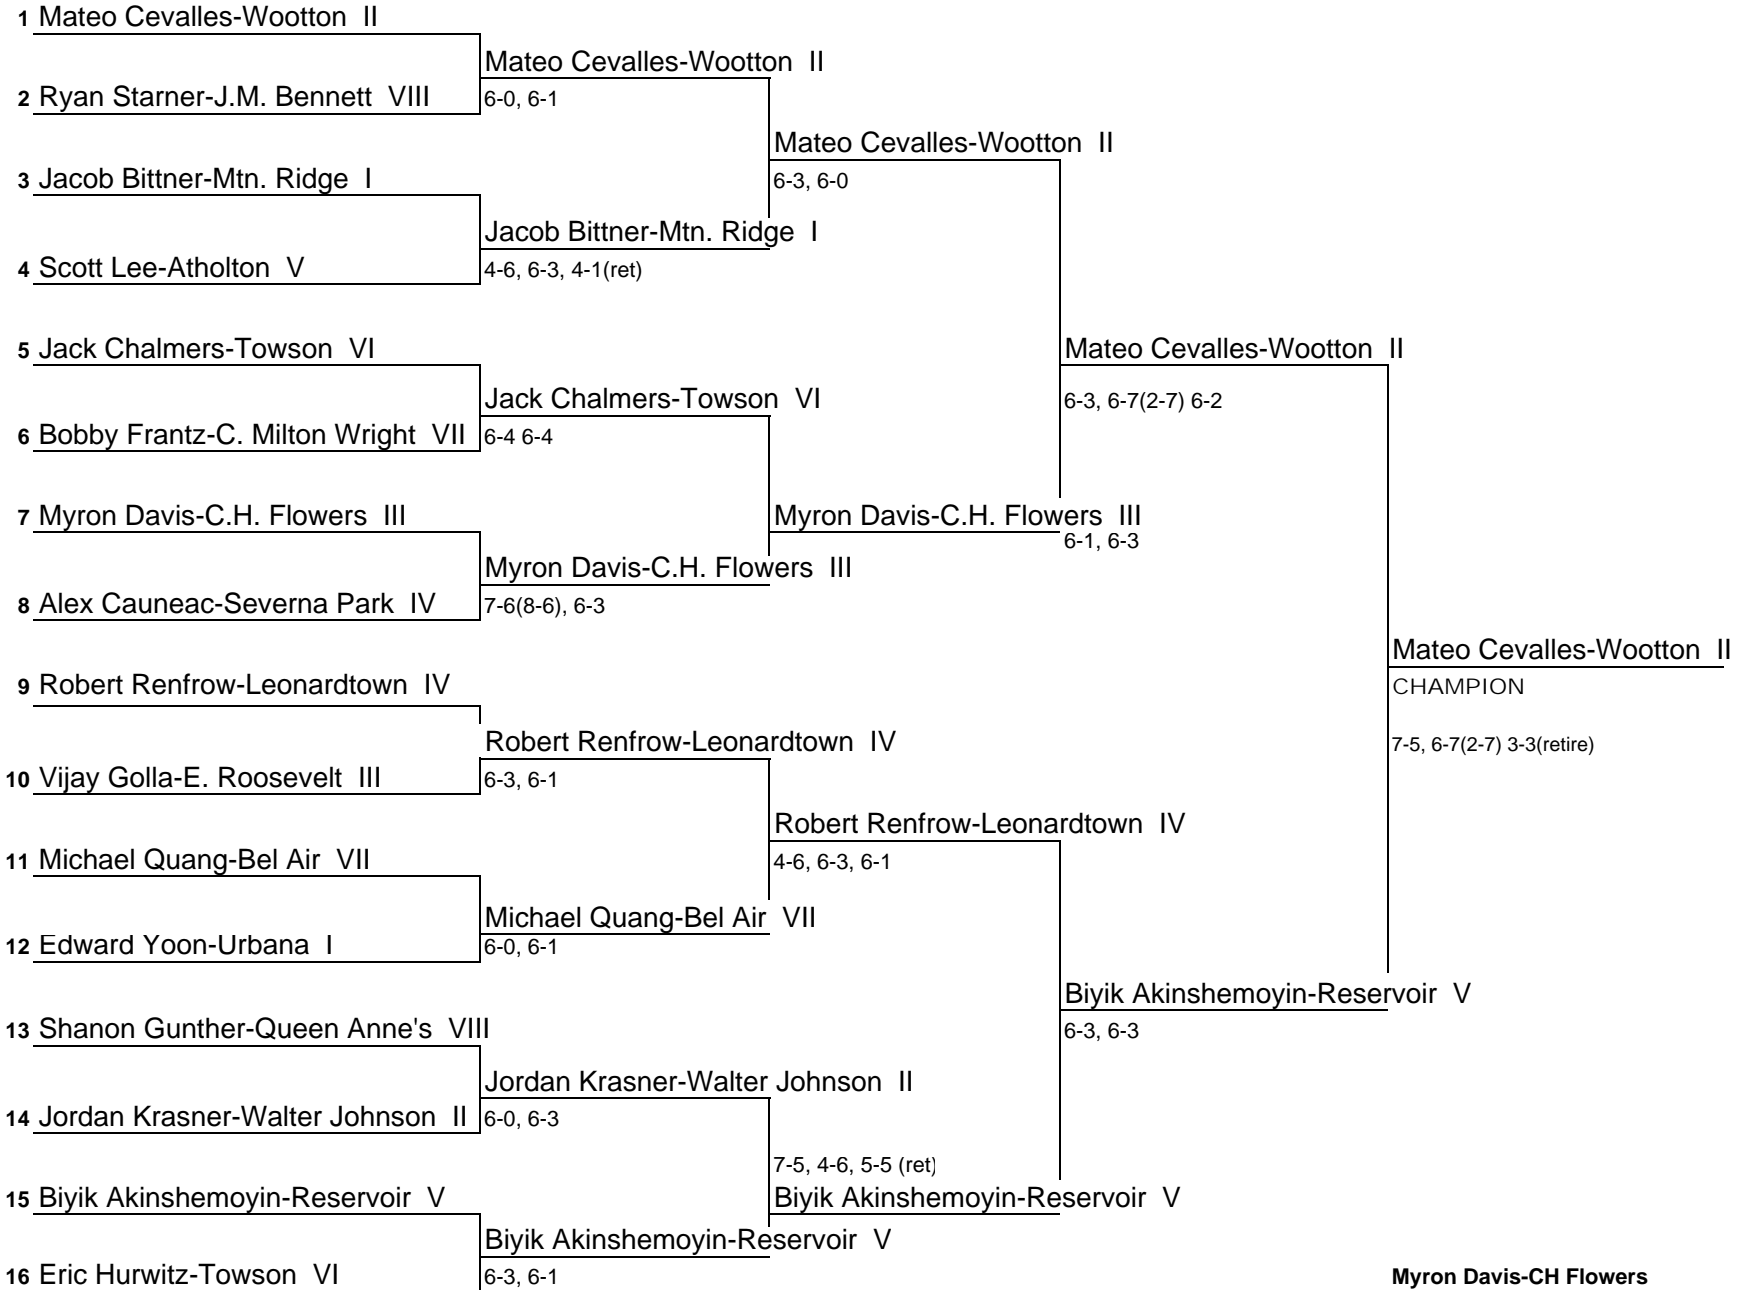 1 Mateo Cevalles-Wootton II
Mateo Cevalles-Wootton II
2 Ryan Starner-J.M. Bennett VIII
6-0, 6-1
Mateo Cevalles-Wootton II
3 Jacob Bittner-Mtn. Ridge I
6-3, 6-0
Jacob Bittner-Mtn. Ridge I
4 Scott Lee-Atholton V
4-6, 6-3, 4-1(ret)
5 Jack Chalmers-Towson VI
Mateo Cevalles-Wootton II
Jack Chalmers-Towson VI
6-3, 6-7(2-7) 6-2
6 Bobby Frantz-C. Milton Wright VII
6-4 6-4
7 Myron Davis-C.H. Flowers III
Myron Davis-C.H. Flowers III
6-1, 6-3
Myron Davis-C.H. Flowers III
8 Alex Cauneac-Severna Park IV
7-6(8-6), 6-3
Mateo Cevalles-Wootton II
9 Robert Renfrow-Leonardtown IV
CHAMPION
Robert Renfrow-Leonardtown IV
7-5, 6-7(2-7) 3-3(retire)
10 Vijay Golla-E. Roosevelt III
6-3, 6-1
Robert Renfrow-Leonardtown IV
11 Michael Quang-Bel Air VII
4-6, 6-3, 6-1
Michael Quang-Bel Air VII
12 Edward Yoon-Urbana I
6-0, 6-1
Biyik Akinshemoyin-Reservoir V
13 Shanon Gunther-Queen Anne's VIII
6-3, 6-3
Jordan Krasner-Walter Johnson II
14 Jordan Krasner-Walter Johnson II
6-0, 6-3
7-5, 4-6, 5-5 (ret)
15 Biyik Akinshemoyin-Reservoir V
Biyik Akinshemoyin-Reservoir V
Biyik Akinshemoyin-Reservoir V
16 Eric Hurwitz-Towson VI
6-3, 6-1
Myron Davis-CH Flowers